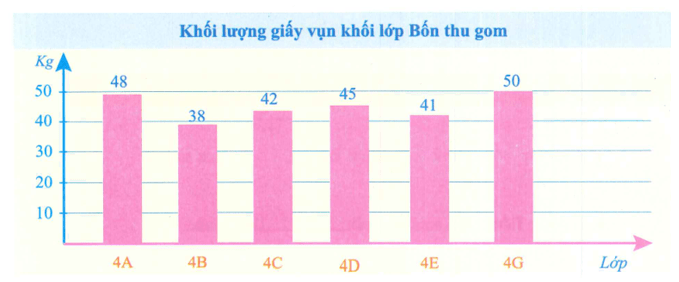 Khối lượng giấy vụn khối lớp Bốn thu gom
Kg
48 38 42 45 41 50
50
40
30
20
10
4A 4B 4C 4D 4E 4G Lớp